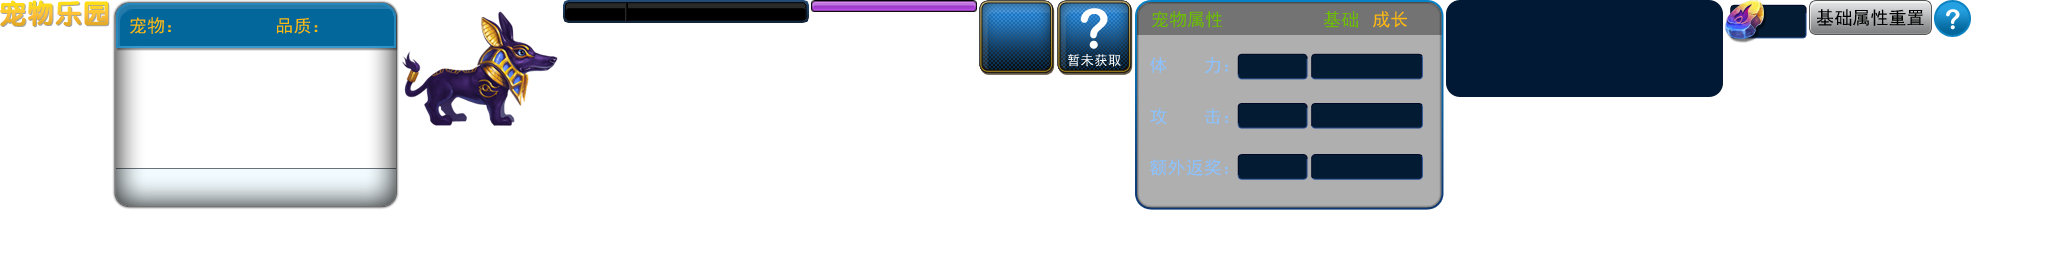 宠物乐园
宠物: 品质:
?
暂未获取
宠物属性 基础 成长
体 力:
攻 击:
额外返奖:
基础属性重置
?